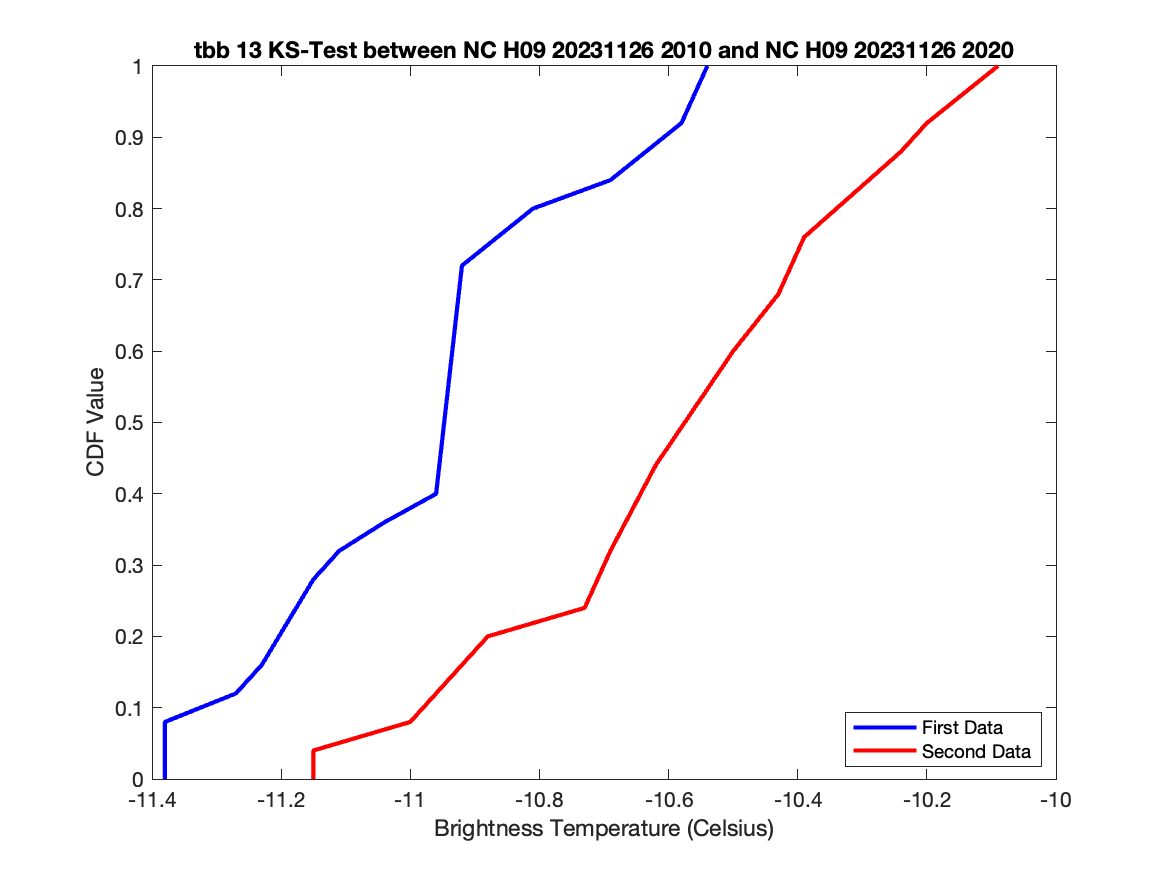 tbb 13 KS-Test between NC H09 20231126 2010 and NC H09 20231126 2020
1
0.9
0.8
0.7
0.6
0.5
0.4
0.3
0.2
0.1
0
CDF Value
First Data
Second Data
-11.4 -11.2 -11 -10.8 -10.6 -10.4 -10.2 -10
Brightness Temperature (Celsius)